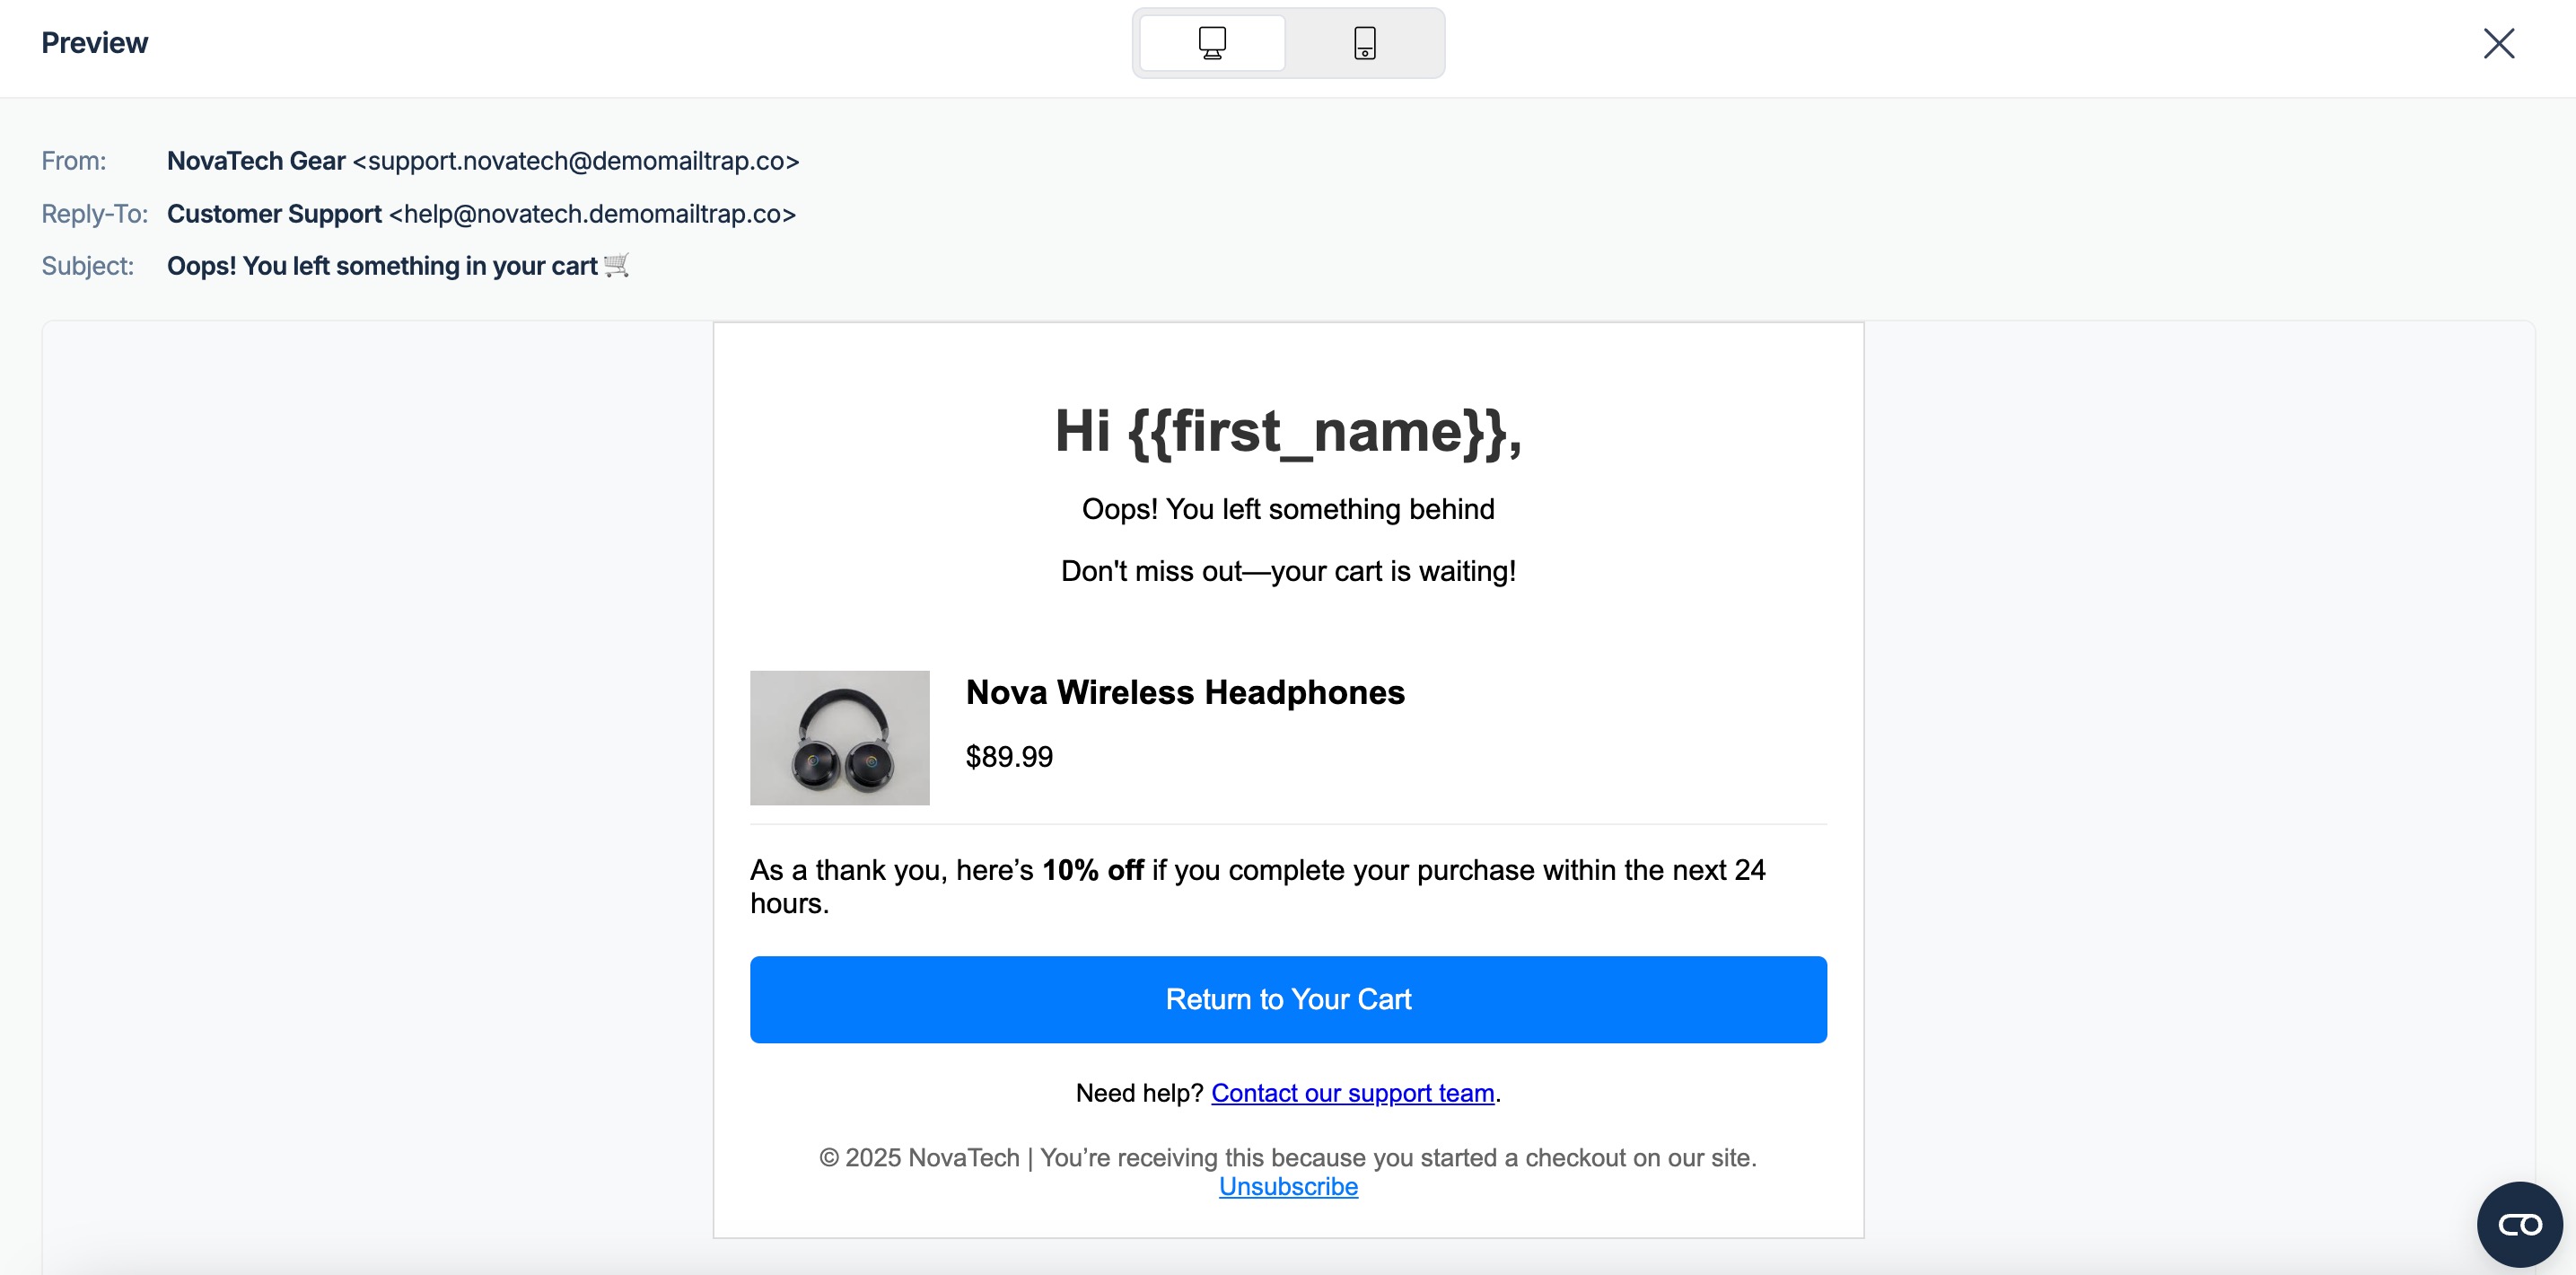 Preview
From: NovaTech Gear <support.novatech@demomailtrap.co>
Reply-To: Customer Support <help@novatech.demomailtrap.co>
Subject: Oops! You left something in your cart 🛒
Hi {{first_name}},
Oops! You left something behind
Don't miss out—your cart is waiting!
Nova Wireless Headphones
$89.99
As a thank you, here’s 10% off if you complete your purchase within the next 24
hours.
Return to Your Cart
Need help? Contact our support team.
© 2025 NovaTech | You’re receiving this because you started a checkout on our site.
Unsubscribe